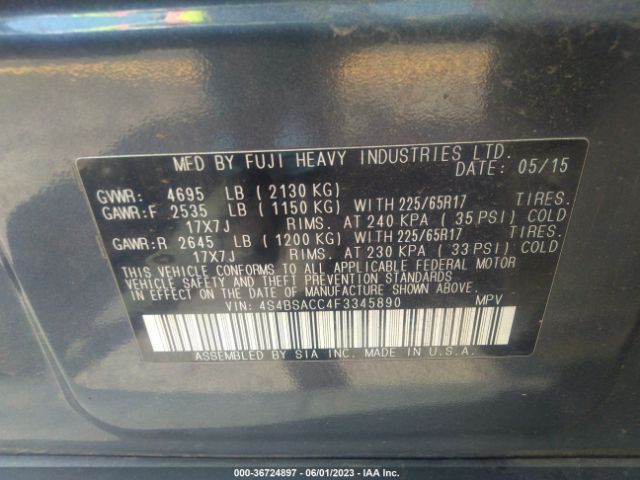 MFD BY FUJI HEAVY INDUSTRIES LTD.
DATE: 05/15
GVWR: 4695 LB (2130 KG)
GAWR:F 2535 LB (1150 KG) WITH 225/65R17 TIRES.
17X7J RIMS. AT 240 KPA (35 PSI) COLD
GAWR:R 2645 LB (1200 KG) WITH 225/65R17 TIRES.
17X7J RIMS. AT 230 KPA (33 PSI) COLD
THIS VEHICLE CONFORMS TO ALL APPLICABLE FEDERAL MOTOR
VEHICLE SAFETY AND THEFT PREVENTION STANDARDS
IN EFFECT ON THE DATE OF MANUFACTURE SHOWN ABOVE.
VIN: 4S4BSACC4F3345890 MPV
ASSEMBLED BY SIA INC. MADE IN U.S.A.
000-36724897 - 06/01/2023 - IAA Inc.